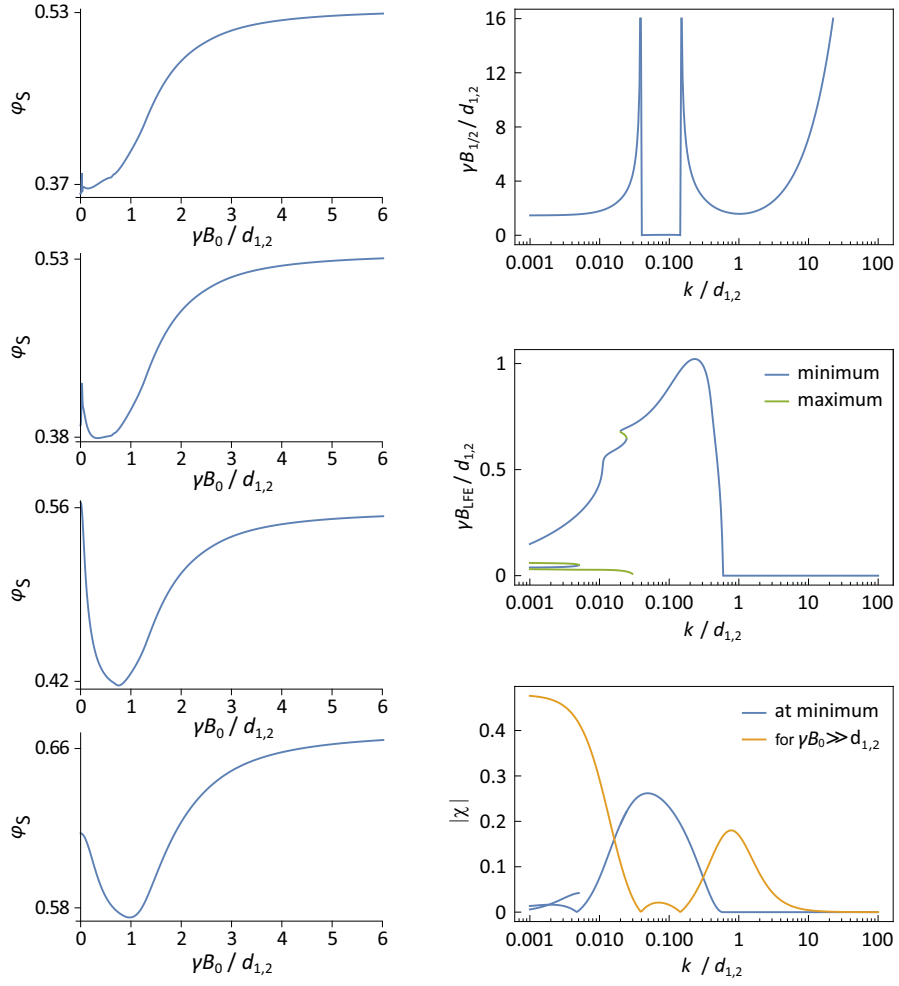 0.53
φS
0.37
0 1 2 3 4 5 6
γB0 / d1,2
0.53
φS
0.38
0 1 2 3 4 5 6
γB0 / d1,2
0.56
φS
0.42
0 1 2 3 4 5 6
γB0 / d1,2
0.66
φS
0.58
0 1 2 3 4 5 6
γB0 / d1,2
16
12
8
4
0
γB1/2 / d1,2
0.001 0.010 0.100 1 10 100
k / d1,2
1
0.5
0
γBLFE / d1,2
minimum
maximum
0.001 0.010 0.100 1 10 100
k / d1,2
0.4
0.3
0.2
0.1
0
|χ|
at minimum
for γB0≫d1,2
0.001 0.010 0.100 1 10 100
k / d1,2